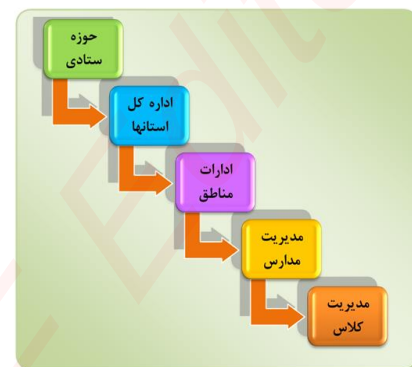 حوزه
ستادی
اداره کل
استانها
ادارات
مناطق
مدیریت
مدارس
مدیریت
کلاس